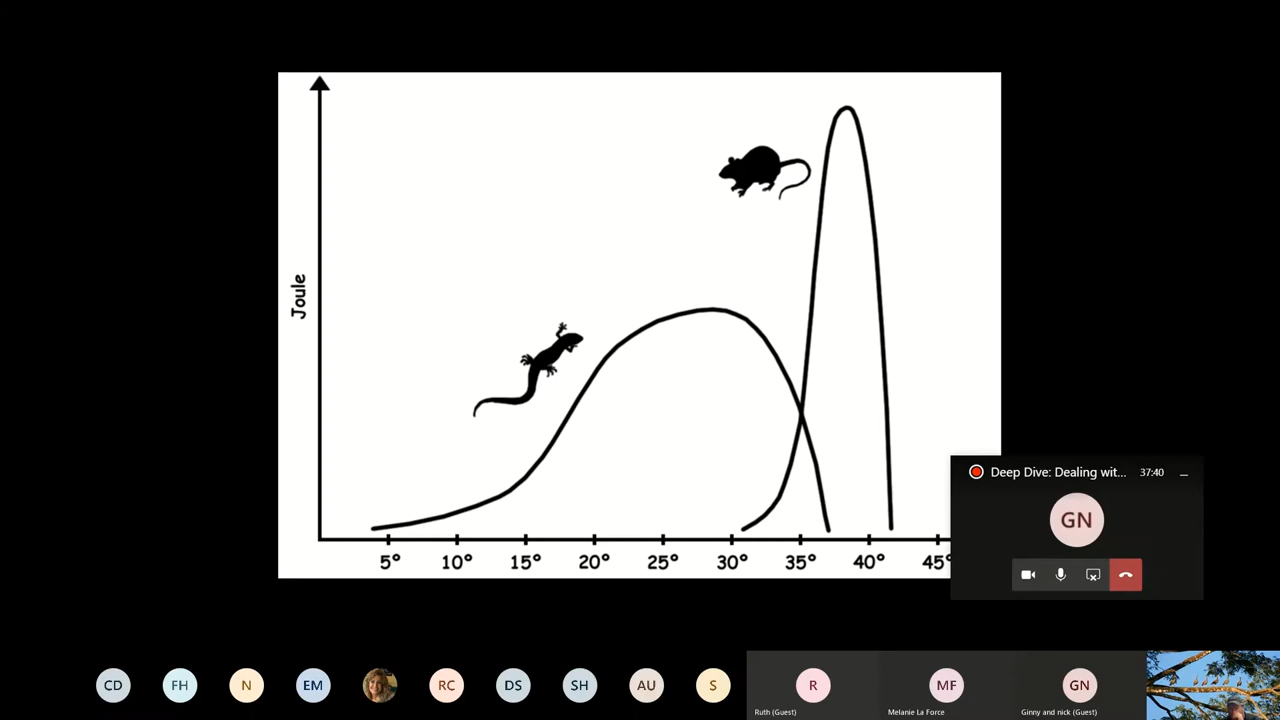 Joule
5° 10° 15° 20° 25° 30° 35° 45°
Deep Dive: Dealing wit... 37:40
GN
CD FH N EM RC DS SH AU S R MF GN
Ruth (Guest) Melanie La Force Ginny and nick (Guest)